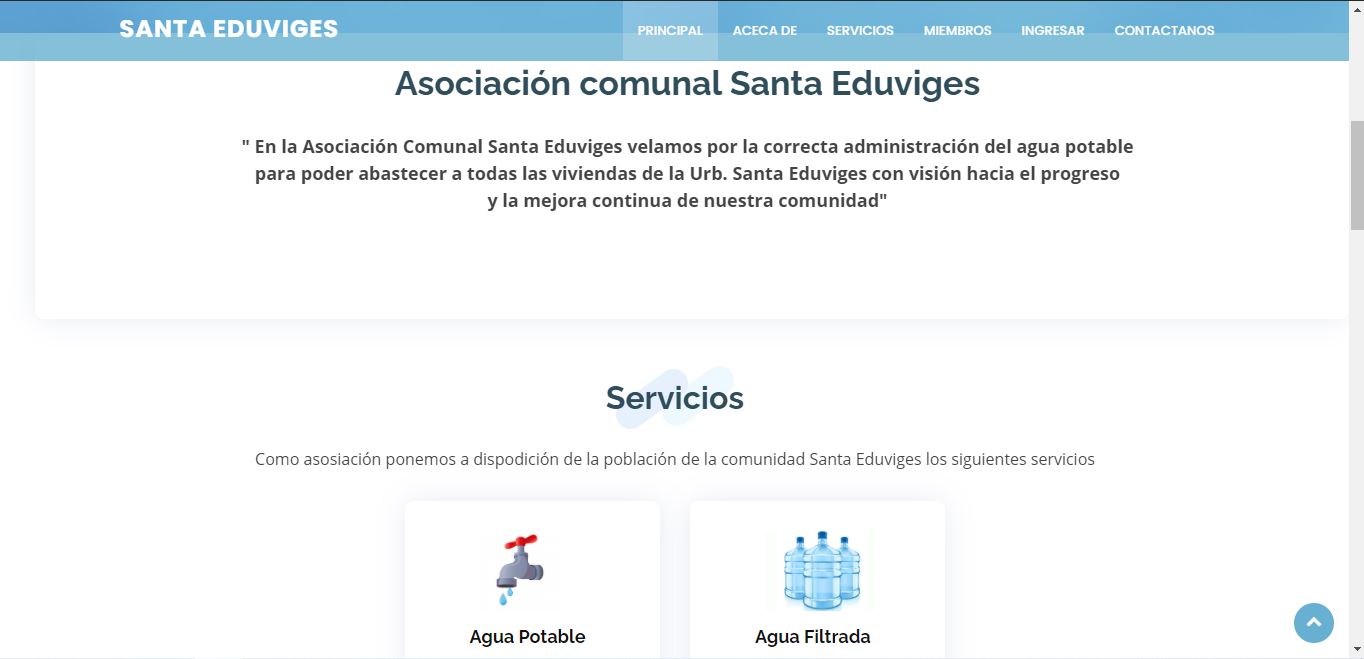 SANTA EDUVIGES
PRINCIPAL ACECA DE SERVICIOS MIEMBROS INGRESAR CONTACTANOS
Asociación comunal Santa Eduviges
" En la Asociación Comunal Santa Eduviges velamos por la correcta administración del agua potable
para poder abastecer a todas las viviendas de la Urb. Santa Eduviges con visión hacia el progreso
y la mejora continua de nuestra comunidad"
Servicios
Como asosiación ponemos a dispodición de la población de la comunidad Santa Eduviges los siguientes servicios
Agua Potable
Agua Filtrada